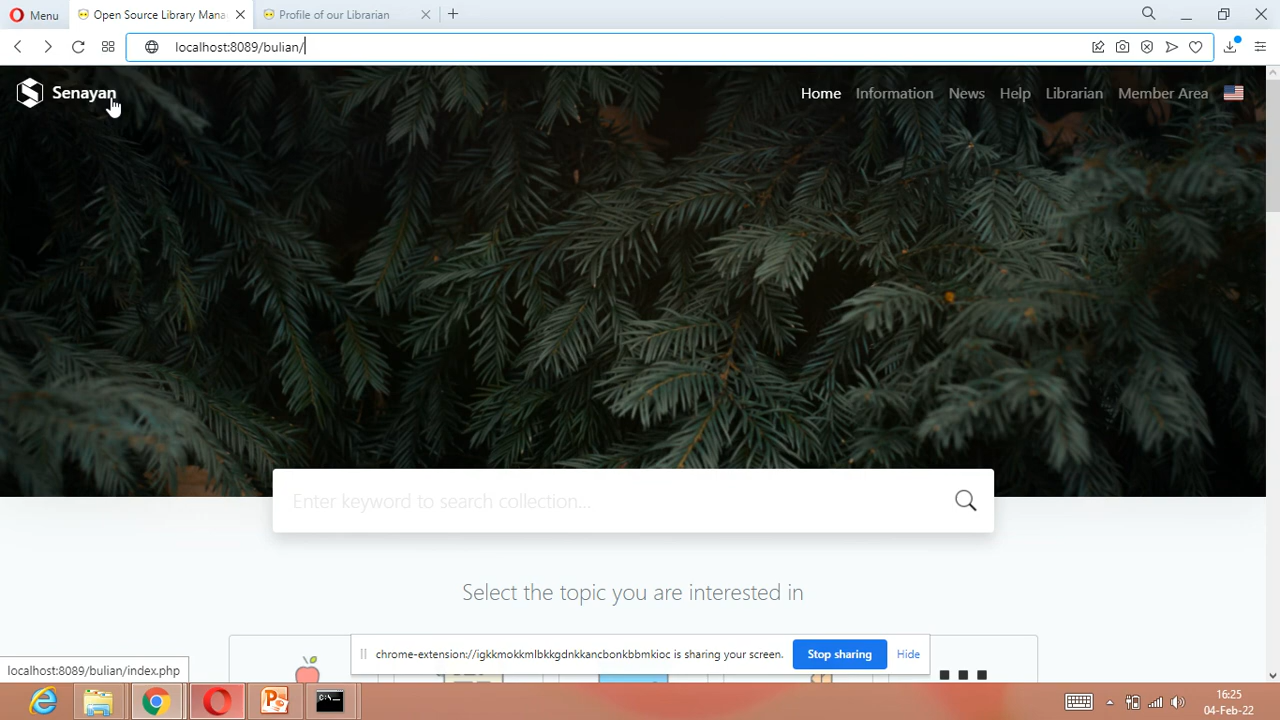 Menu
Open Source Library Mana
Profile of our Librarian
localhost:8089/bulian/
Senayan
Home
Information
News
Help
Librarian
Member Area
Enter keyword to search collection...
Select the topic you are interested in
chrome-extension://igkkmokkmlbkkgdnkkancbonkbbmkioc is sharing your screen.
Stop sharing
Hide
localhost:8089/bulian/index.php
16:25
04-Feb-22